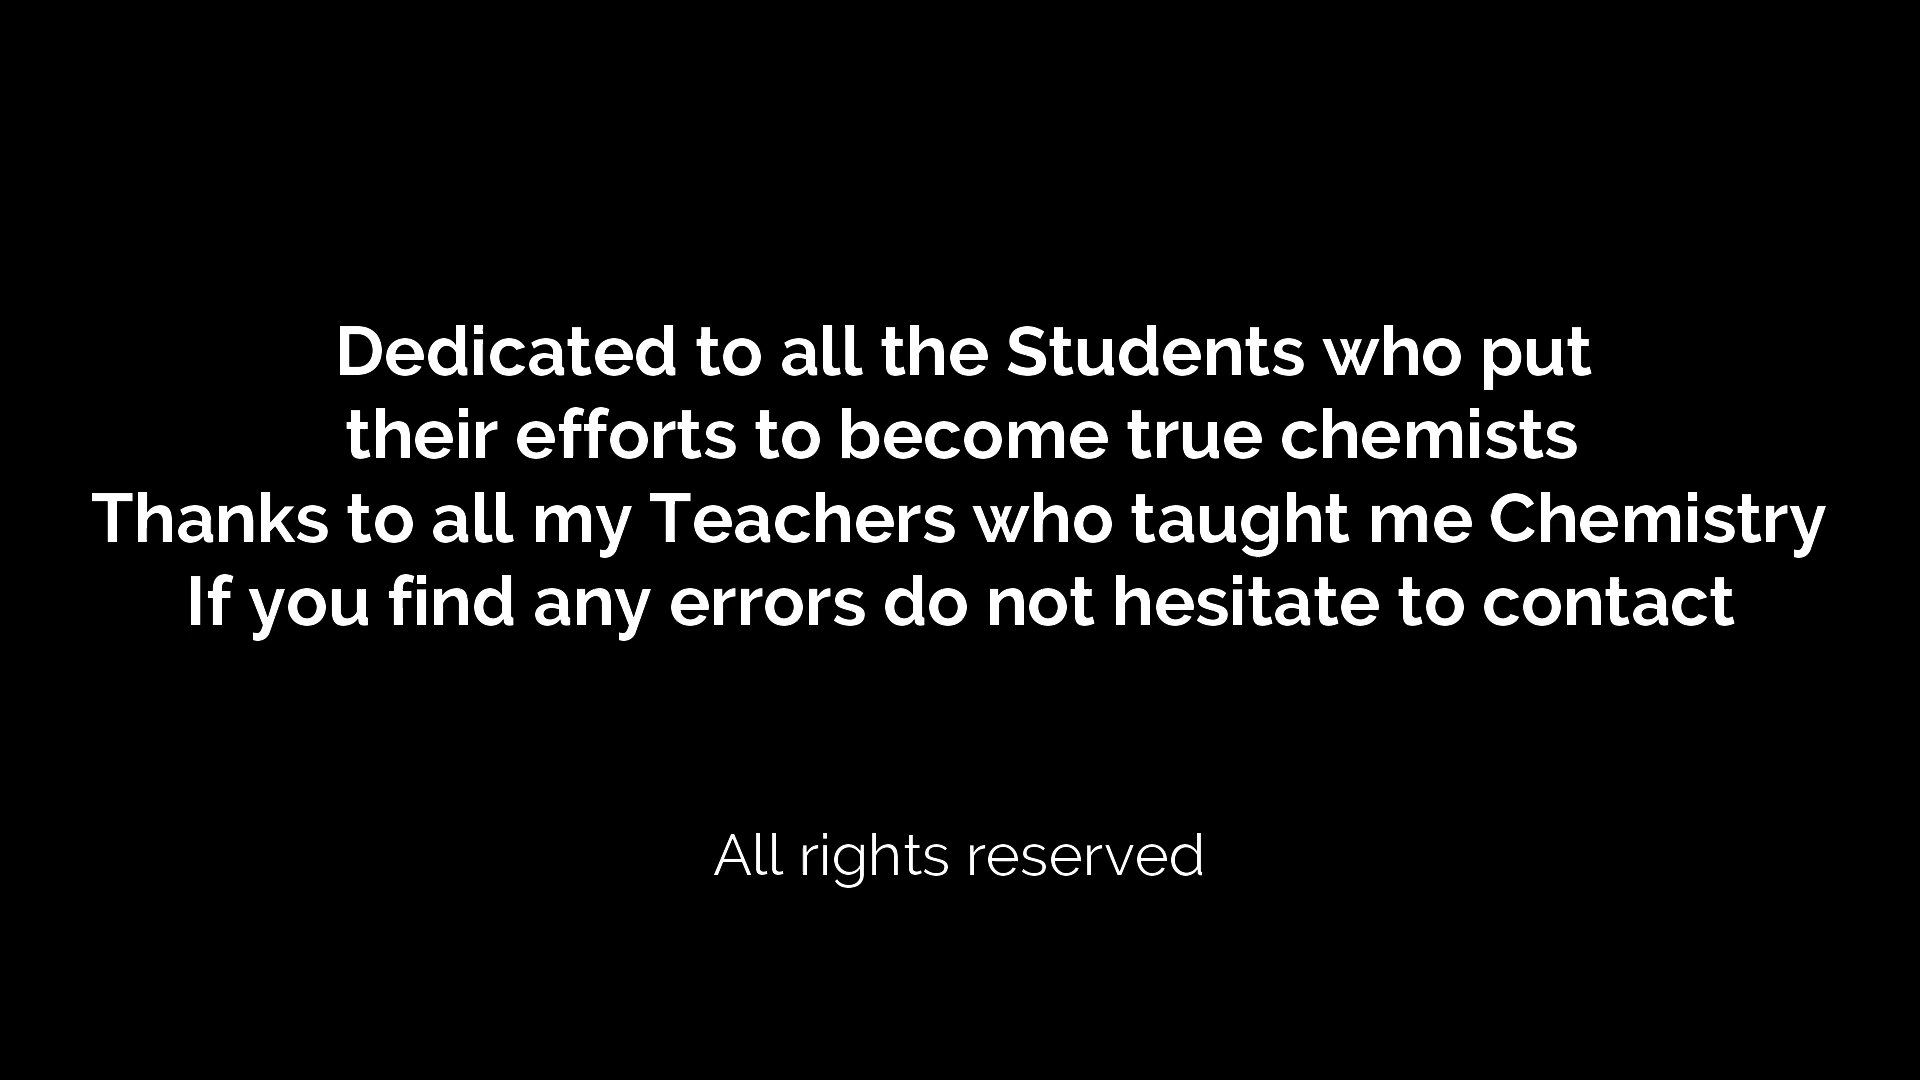 Dedicated to all the Students who put
their efforts to become true chemists
Thanks to all my Teachers who taught me Chemistry
If you find any errors do not hesitate to contact
All rights reserved